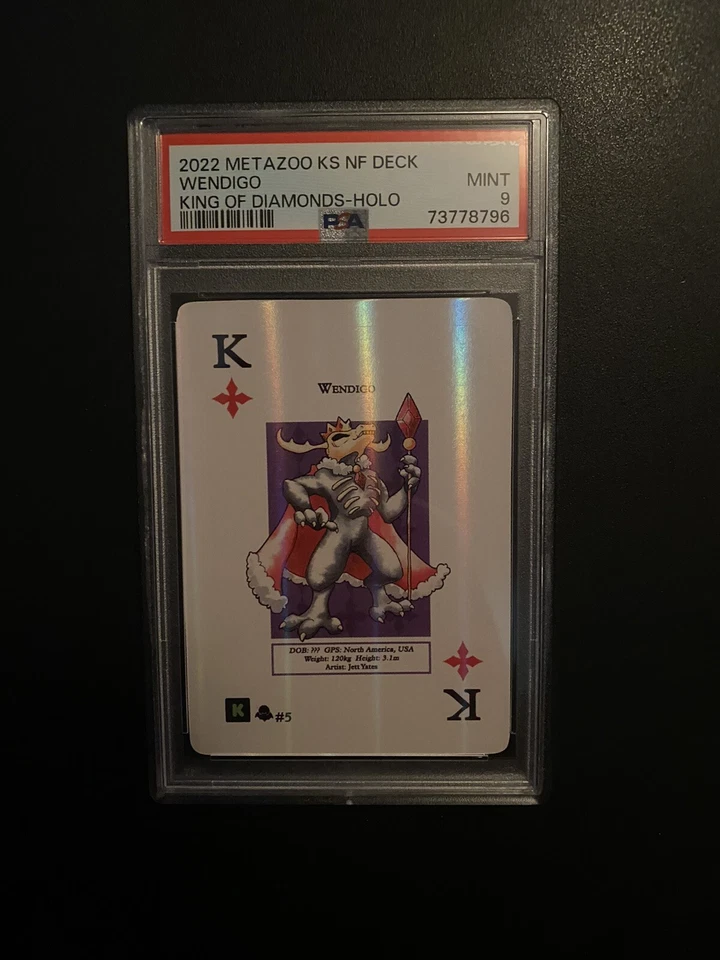 2022 METAZOO KS NF DECK
WENDIGO MINT
KING OF DIAMONDS-HOLO 9
PSA 73778796
K
WENDIGO
DOB: ??? GPS: North America, USA
Weight: 120kg Height: 3.1m
Artist: Jett Yates
K #5
K